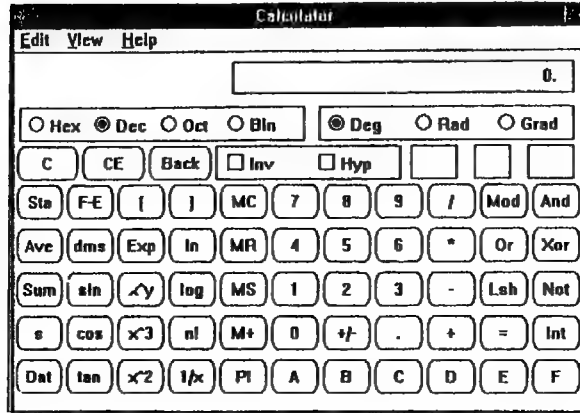 Calculator
Edit View Help
0.
Hex Dec Oct Bin Deg Rad Grad
C CE Back Inv Hyp
Sta F-E ( ) MC 7 8 9 / Mod And
Ave dms Exp ln MR 4 5 6 * Or Xor
Sum sin x^y log MS 1 2 3 - Lsh Not
s cos x^3 n! M+ 0 +/- . + = Int
Dat tan x^2 1/x PI A B C D E F